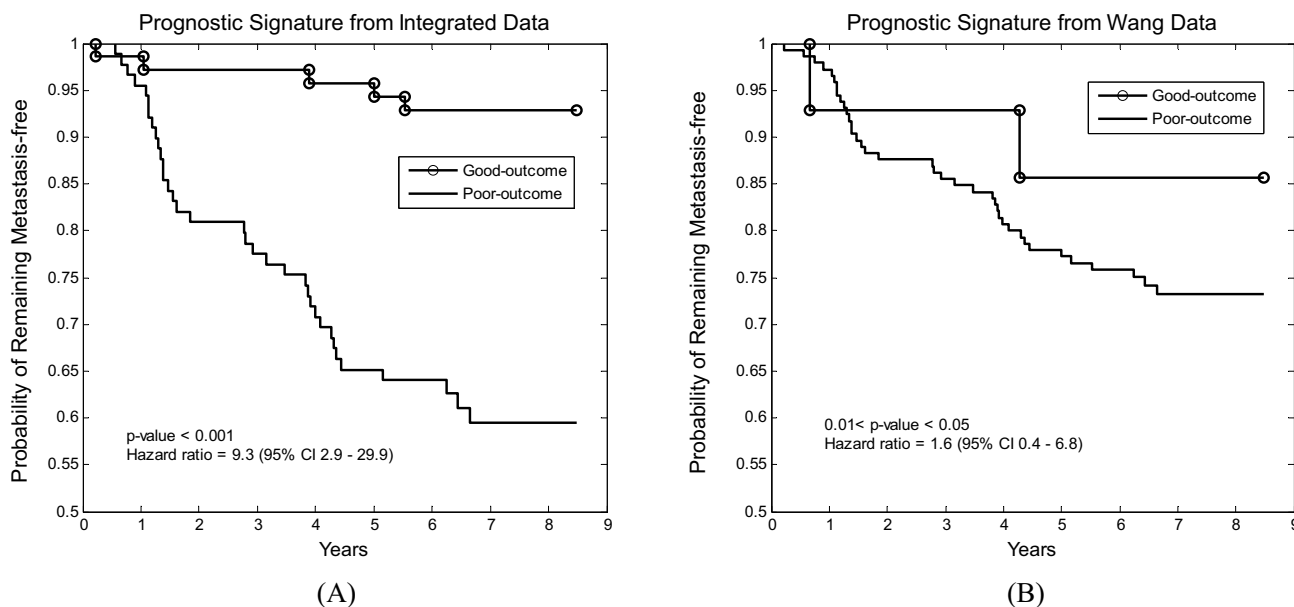 Prognostic Signature from Integrated Data
1
0.95
0.9
0.85
0.8
0.75
0.7
0.65
0.6
0.55
0.5
Probability of Remaining Metastasis-free
Good-outcome
Poor-outcome
p-value < 0.001
Hazard ratio = 9.3 (95% CI 2.9 - 29.9)
0 1 2 3 4 5 6 7 8 9
Years
(A)
Prognostic Signature from Wang Data
1
0.95
0.9
0.85
0.8
0.75
0.7
0.65
0.6
0.55
0.5
Probability of Remaining Metastasis-free
Good-outcome
Poor-outcome
0.01< p-value < 0.05
Hazard ratio = 1.6 (95% CI 0.4 - 6.8)
0 1 2 3 4 5 6 7 8 9
Years
(B)